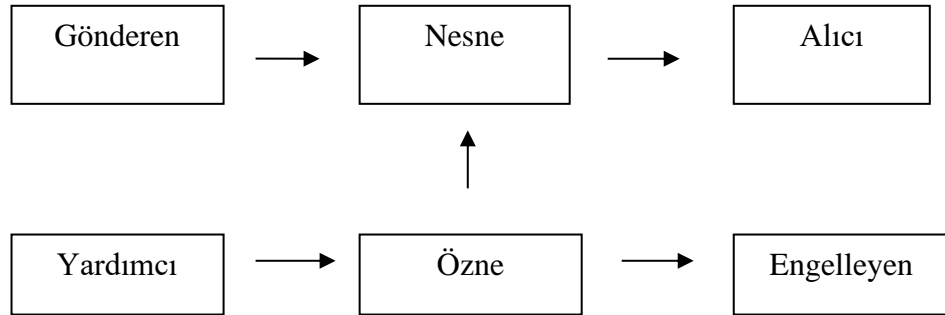 Gönderen
Nesne
Alıcı
Yardımcı
Özne
Engelleyen